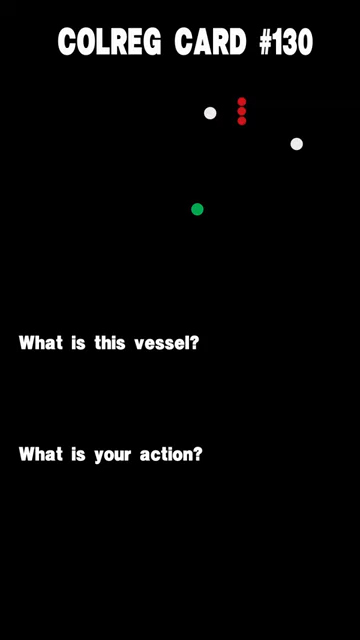 COLREG CARD #130
What is this vessel?
What is your action?